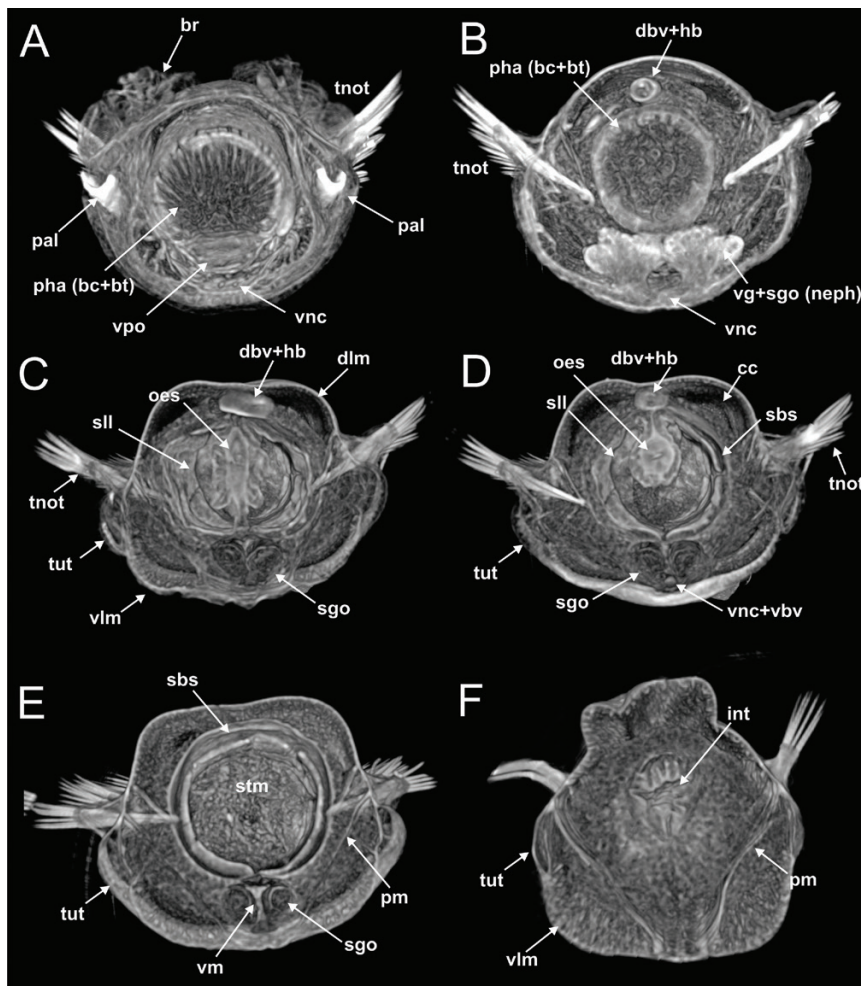 A
br
tnot
pal
pal
pha (bc+bt)
vpo
vnc
B
dbv+hb
pha (bc+bt)
tnot
vg+sgo (neph)
vnc
C
dbv+hb
dlm
oes
sll
tnot
tut
vlm
sgo
D
dbv+hb
oes
cc
sll
sbs
tnot
tut
sgo
vnc+vbv
E
sbs
stm
tut
pm
vm
sgo
F
int
tut
pm
vlm